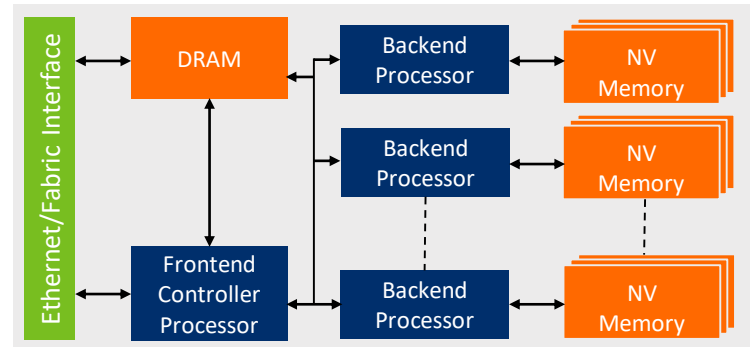 Ethernet/Fabric Interface
DRAM
Backend
Processor
NV
Memory
Backend
Processor
NV
Memory
Frontend
Controller
Processor
Backend
Processor
NV
Memory